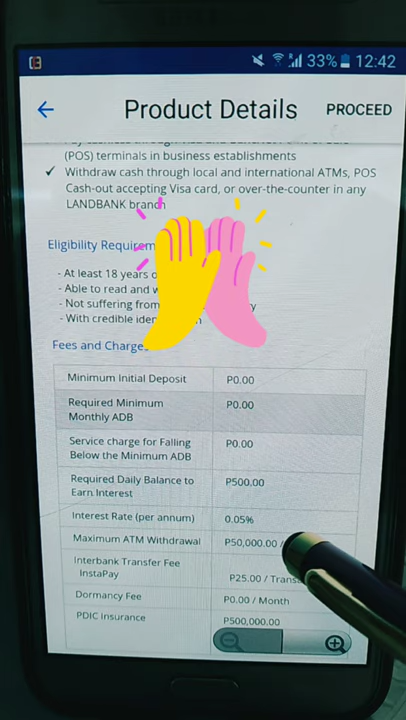 33% 12:42
Product Details PROCEED
(POS) terminals in business establishments
✓ Withdraw cash through local and international ATMs, POS
Cash-out accepting Visa card, or over-the-counter in any
LANDBANK branch
Eligibility Requirem
- At least 18 years o
- Able to read and w
- Not suffering from y
- With credible iden n
Fees and Charge
Minimum Initial Deposit P0.00
Required Minimum P0.00
Monthly ADB
Service charge for Falling P0.00
Below the Minimum ADB
Required Daily Balance to P500.00
Earn Interest
Interest Rate (per annum) 0.05%
Maximum ATM Withdrawal P50,000.00 /
Interbank Transfer Fee
InstaPay P25.00 / Transa
Dormancy Fee P0.00 / Month
PDIC Insurance P500,000.00